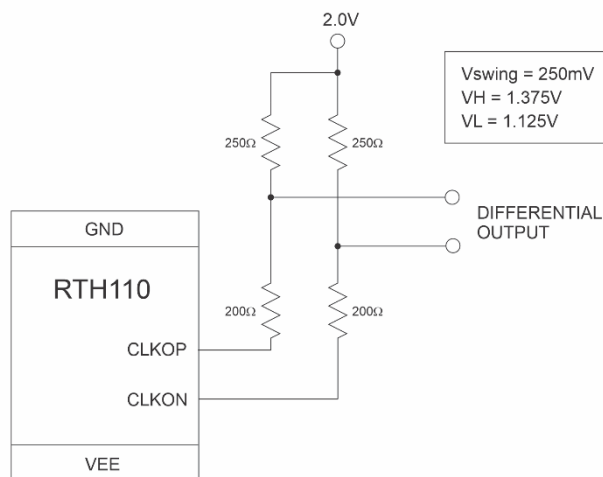 2.0V
Vswing = 250mV
VH = 1.375V
VL = 1.125V
250Ω
250Ω
DIFFERENTIAL
OUTPUT
GND
RTH110
200Ω
200Ω
CLKOP
CLKON
VEE